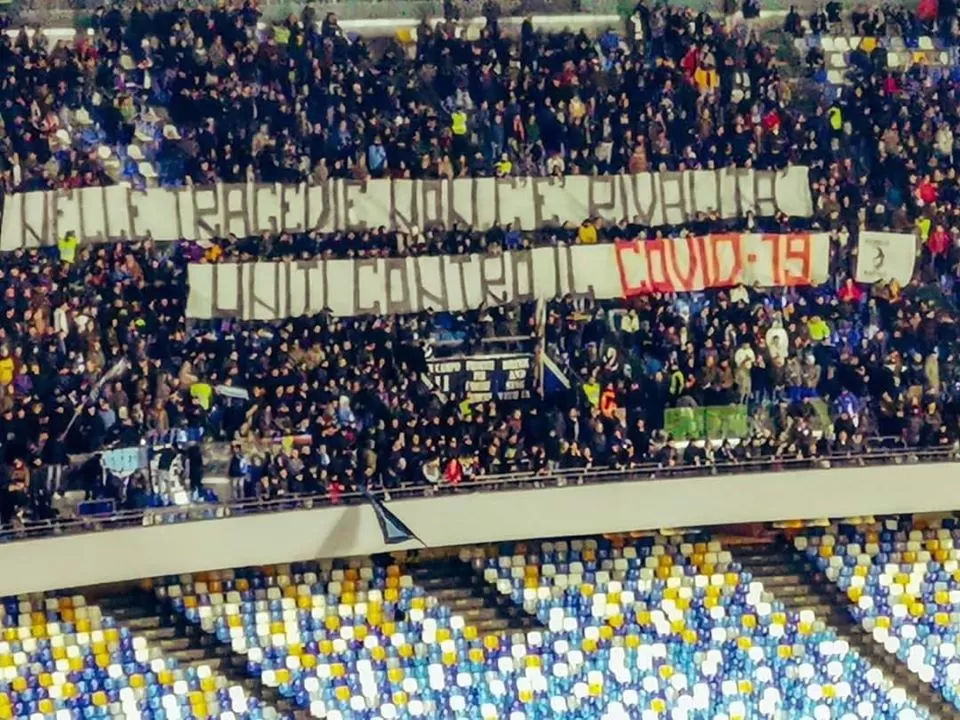 NELLE TRAGEDIE NON C'E' RIVALITA'
UNITI CONTRO IL COVID-19